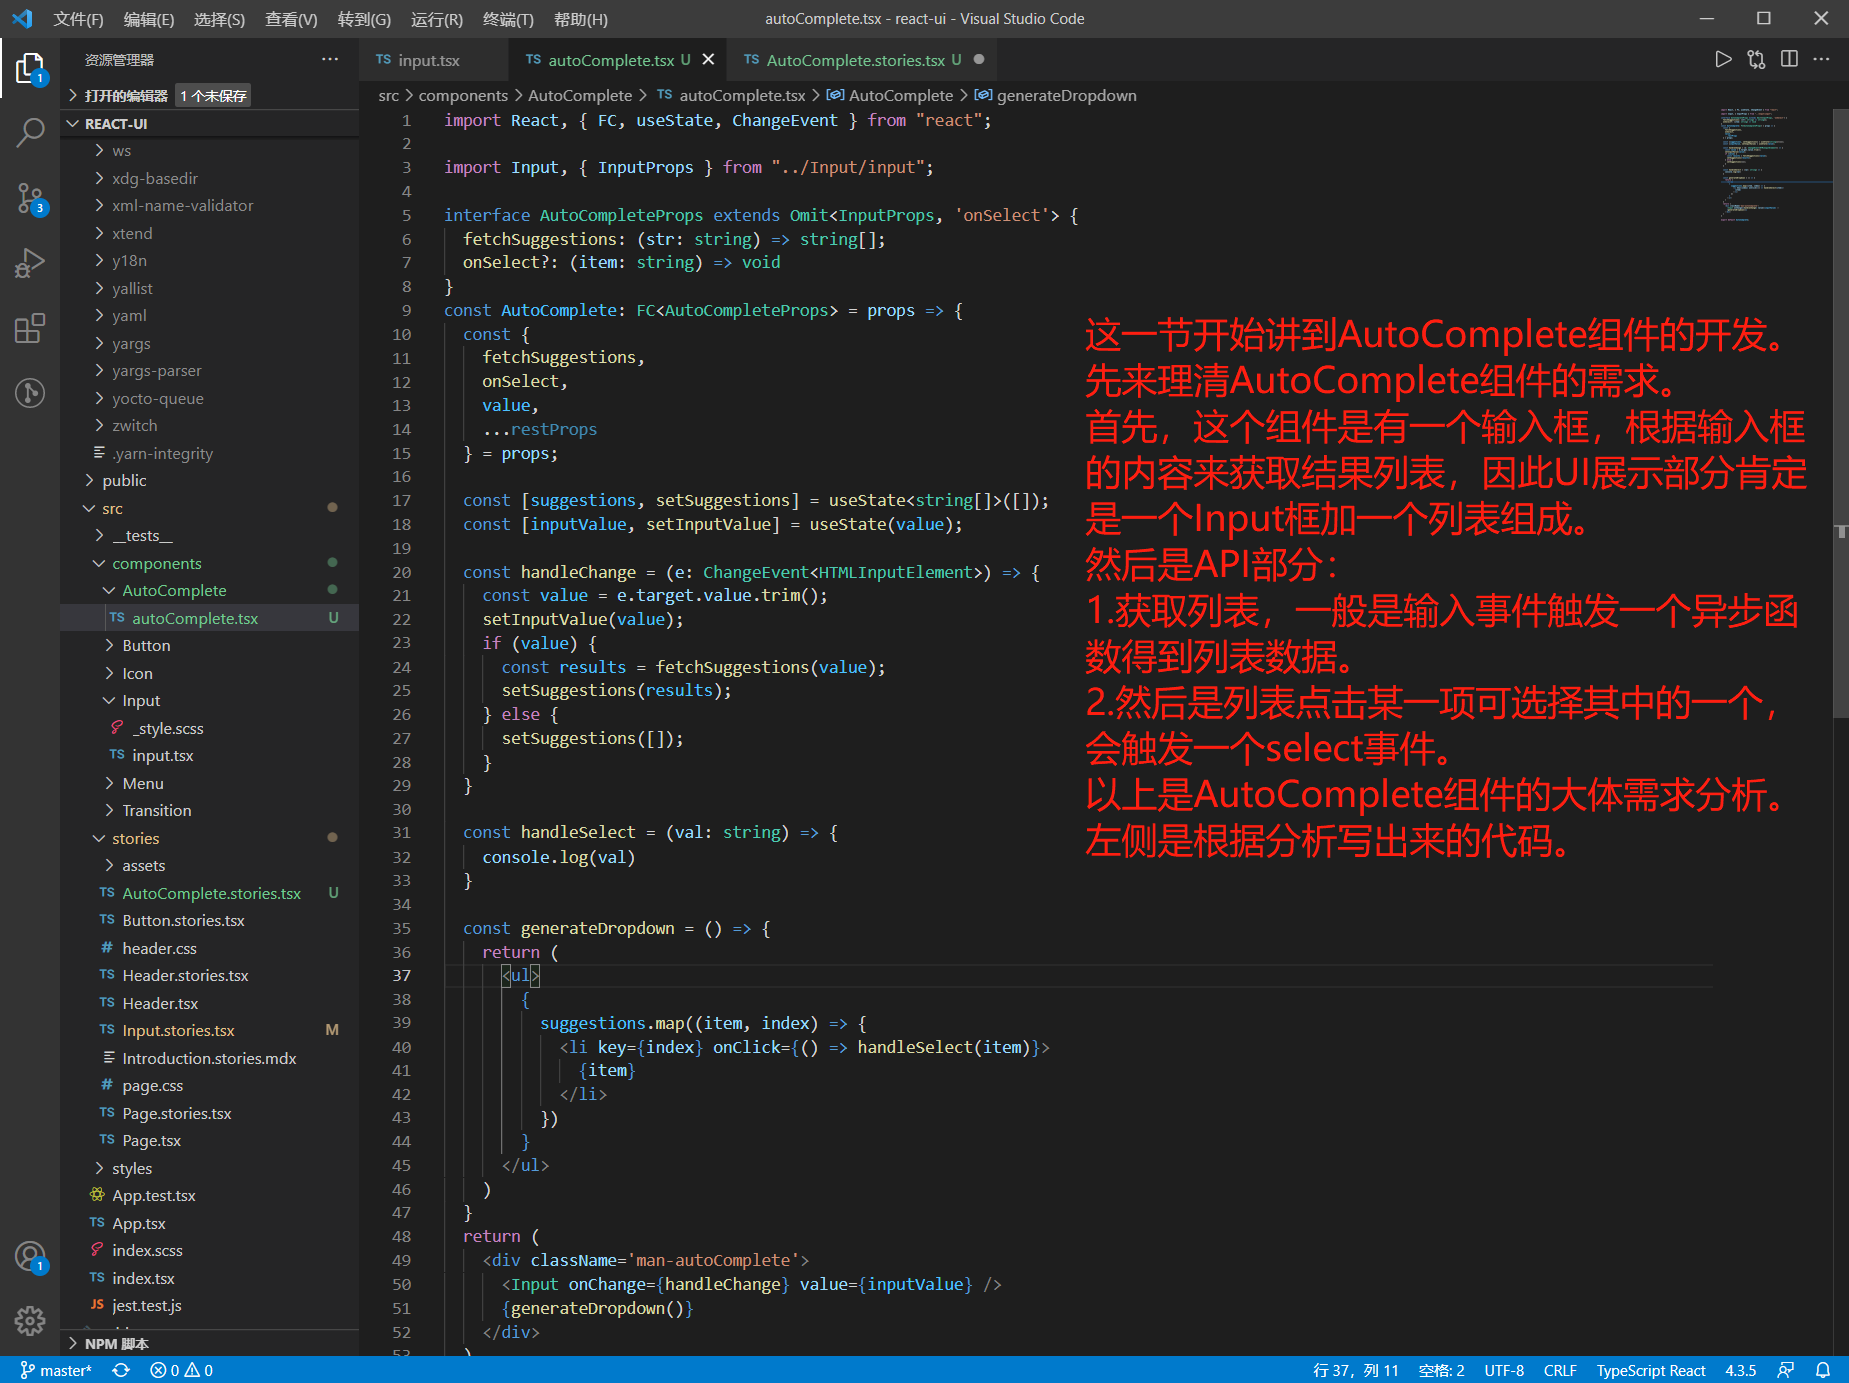 文件(F) 编辑(E) 选择(S) 查看(V) 转到(G) 运行(R) 终端(T) 帮助(H) autoComplete.tsx - react-ui - Visual Studio Code
资源管理器 ...
打开的编辑器 1 个未保存
REACT-UI
ws
xdg-basedir
xml-name-validator
xtend
y18n
yallist
yaml
yargs
yargs-parser
yocto-queue
zwitch
.yarn-integrity
public
src
__tests__
components
AutoComplete
TS autoComplete.tsx U
Button
Icon
Input
_style.scss
TS input.tsx
Menu
Transition
stories
assets
TS AutoComplete.stories.tsx U
TS Button.stories.tsx
# header.css
TS Header.stories.tsx
TS Header.tsx
TS Input.stories.tsx M
Introduction.stories.mdx
# page.css
TS Page.stories.tsx
TS Page.tsx
styles
App.test.tsx
TS App.tsx
index.scss
TS index.tsx
JS jest.test.js
NPM 脚本
1
3
1
TS input.tsx TS autoComplete.tsx U TS AutoComplete.stories.tsx U
src > components > AutoComplete > TS autoComplete.tsx > AutoComplete > generateDropdown
1 import React, { FC, useState, ChangeEvent } from "react";
2
3 import Input, { InputProps } from "../Input/input";
4
5 interface AutoCompleteProps extends Omit<InputProps, 'onSelect'> {
6 fetchSuggestions: (str: string) => string[];
7 onSelect?: (item: string) => void
8 }
9 const AutoComplete: FC<AutoCompleteProps> = props => {
10 const {
11 fetchSuggestions,
12 onSelect,
13 value,
14 ...restProps
15 } = props;
16
17 const [suggestions, setSuggestions] = useState<string[]>([]);
18 const [inputValue, setInputValue] = useState(value);
19
20 const handleChange = (e: ChangeEvent<HTMLInputElement>) => {
21 const value = e.target.value.trim();
22 setInputValue(value);
23 if (value) {
24 const results = fetchSuggestions(value);
25 setSuggestions(results);
26 } else {
27 setSuggestions([]);
28 }
29 }
30
31 const handleSelect = (val: string) => {
32 console.log(val)
33 }
34
35 const generateDropdown = () => {
36 return (
37 <ul>
38 {
39 suggestions.map((item, index) => {
40 <li key={index} onClick={() => handleSelect(item)}>
41 {item}
42 </li>
43 })
44 }
45 </ul>
46 )
47 }
48 return (
49 <div className='man-autoComplete'>
50 <Input onChange={handleChange} value={inputValue} />
51 {generateDropdown()}
52 </div>
53 )
这一节开始讲到AutoComplete组件的开发。
先来理清AutoComplete组件的需求。
首先，这个组件是有一个输入框，根据输入框
的内容来获取结果列表，因此UI展示部分肯定
是一个Input框加一个列表组成。
然后是API部分：
1.获取列表，一般是输入事件触发一个异步函
数得到列表数据。
2.然后是列表点击某一项可选择其中的一个，
会触发一个select事件。
以上是AutoComplete组件的大体需求分析。
左侧是根据分析写出来的代码。
master* 0 0 行 37，列 11 空格: 2 UTF-8 CRLF TypeScript React 4.3.5